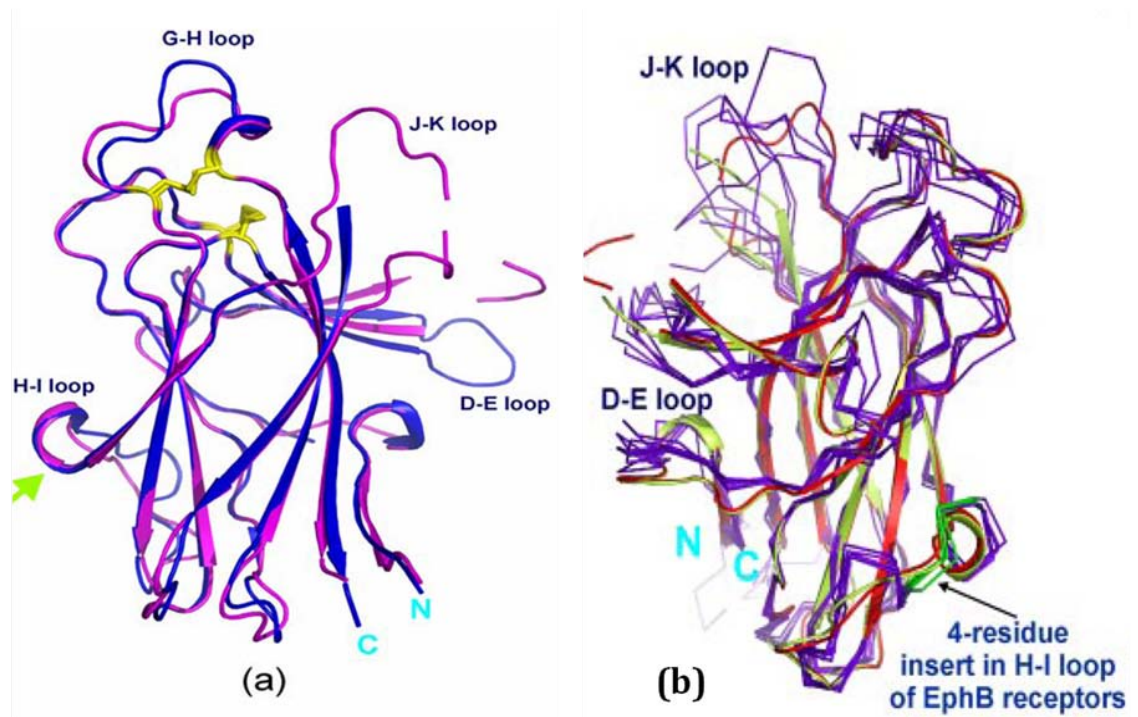 G-H loop
J-K loop
H-I loop
D-E loop
N
C
(a)
J-K loop
D-E loop
N
C
4-residue
insert in H-I loop
of EphB receptors
(b)